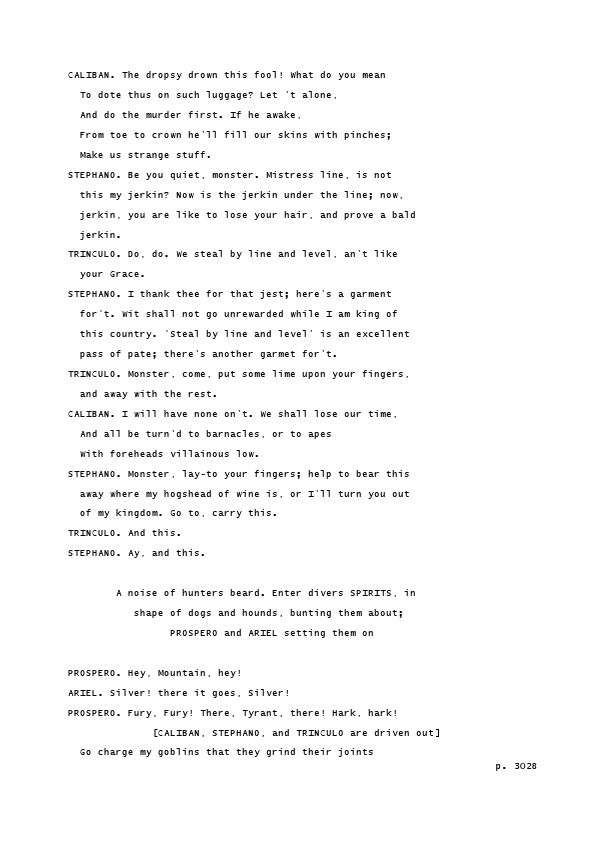 CALIBAN. The dropsy drown this fool! What do you mean
To dote thus on such luggage? Let 't alone,
And do the murder first. If he awake,
From toe to crown he'll fill our skins with pinches;
Make us strange stuff.
STEPHANO. Be you quiet, monster. Mistress line, is not
this my jerkin? Now is the jerkin under the line; now,
jerkin, you are like to lose your hair, and prove a bald
jerkin.
TRINCULO. Do, do. We steal by line and level, an't like
your Grace.
STEPHANO. I thank thee for that jest; here's a garment
for't. Wit shall not go unrewarded while I am king of
this country. 'Steal by line and level' is an excellent
pass of pate; there's another garmet for't.
TRINCULO. Monster, come, put some lime upon your fingers,
and away with the rest.
CALIBAN. I will have none on't. We shall lose our time,
And all be turn'd to barnacles, or to apes
With foreheads villainous low.
STEPHANO. Monster, lay-to your fingers; help to bear this
away where my hogshead of wine is, or I'll turn you out
of my kingdom. Go to, carry this.
TRINCULO. And this.
STEPHANO. Ay, and this.
A noise of hunters beard. Enter divers SPIRITS, in
shape of dogs and hounds, bunting them about;
PROSPERO and ARIEL setting them on
PROSPERO. Hey, Mountain, hey!
ARIEL. Silver! there it goes, Silver!
PROSPERO. Fury, Fury! There, Tyrant, there! Hark, hark!
[CALIBAN, STEPHANO, and TRINCULO are driven out]
Go charge my goblins that they grind their joints
p. 3028